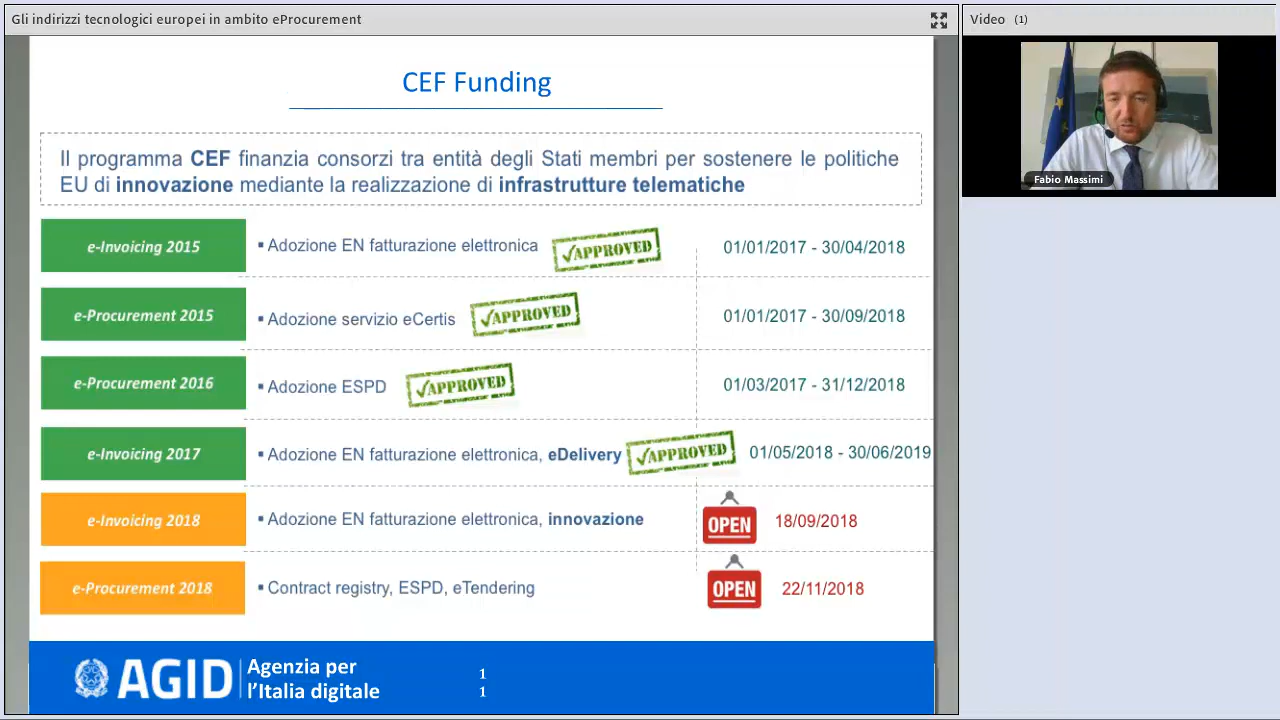 Gli indirizzi tecnologici europei in ambito eProcurement
Video (1)
Fabio Massimi
CEF Funding
Il programma CEF finanzia consorzi tra entità degli Stati membri per sostenere le politiche
EU di innovazione mediante la realizzazione di infrastrutture telematiche
e-Invoicing 2015
▪ Adozione EN fatturazione elettronica
✓APPROVED
01/01/2017 - 30/04/2018
e-Procurement 2015
▪ Adozione servizio eCertis
✓APPROVED
01/01/2017 - 30/09/2018
e-Procurement 2016
▪ Adozione ESPD
✓APPROVED
01/03/2017 - 31/12/2018
e-Invoicing 2017
▪ Adozione EN fatturazione elettronica, eDelivery
✓APPROVED
01/05/2018 - 30/06/2019
e-Invoicing 2018
▪ Adozione EN fatturazione elettronica, innovazione
OPEN
18/09/2018
e-Procurement 2018
▪ Contract registry, ESPD, eTendering
OPEN
22/11/2018
AGID
Agenzia per
l'Italia digitale
1
1